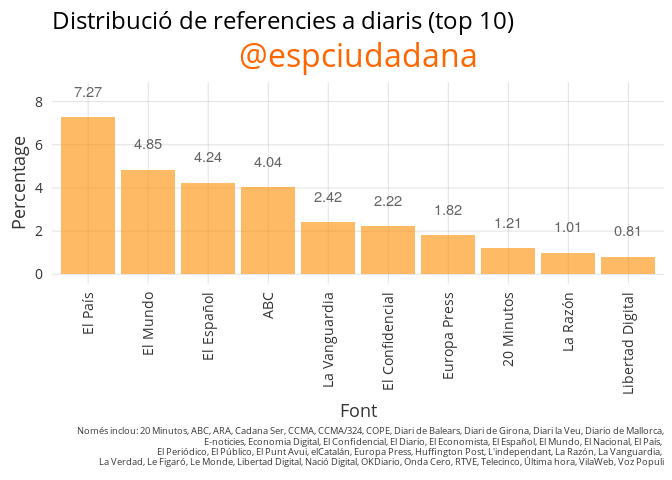 Distribució de referencies a diaris (top 10)
@espciudadana
Percentage
8
6
4
2
0
7.27
4.85
4.24
4.04
2.42
2.22
1.82
1.21
1.01
0.81
El País
El Mundo
El Español
ABC
La Vanguardia
El Confidencial
Europa Press
20 Minutos
La Razón
Libertad Digital
Font
Només inclou: 20 Minutos, ABC, ARA, Cadana Ser, CCMA, CCMA/324, COPE, Diari de Balears, Diari de Girona, Diari la Veu, Diario de Mallorca,
E-noticies, Economia Digital, El Confidencial, El Diario, El Economista, El Español, El Mundo, El Nacional, El País,
El Periódico, El Público, El Punt Avui, elCatalán, Europa Press, Huffington Post, L'independant, La Razón, La Vanguardia,
La Verdad, Le Figaró, Le Monde, Libertad Digital, Nació Digital, OKDiario, Onda Cero, RTVE, Telecinco, Última hora, VilaWeb, Voz Populi